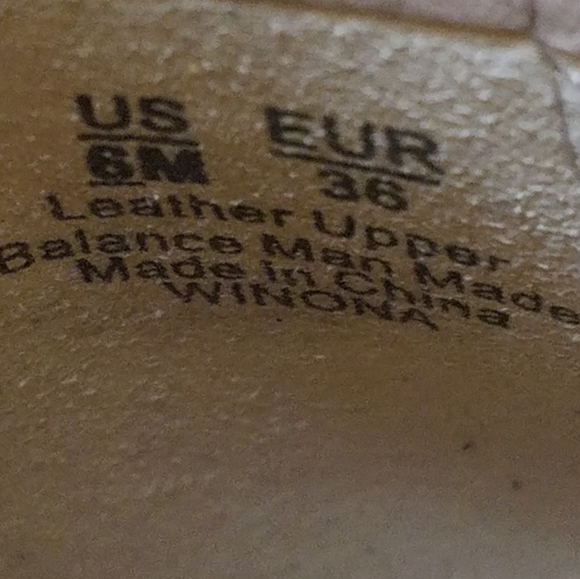 US EUR
6M 36
Leather Upper
Balance Man Made
Made in China
WINONA